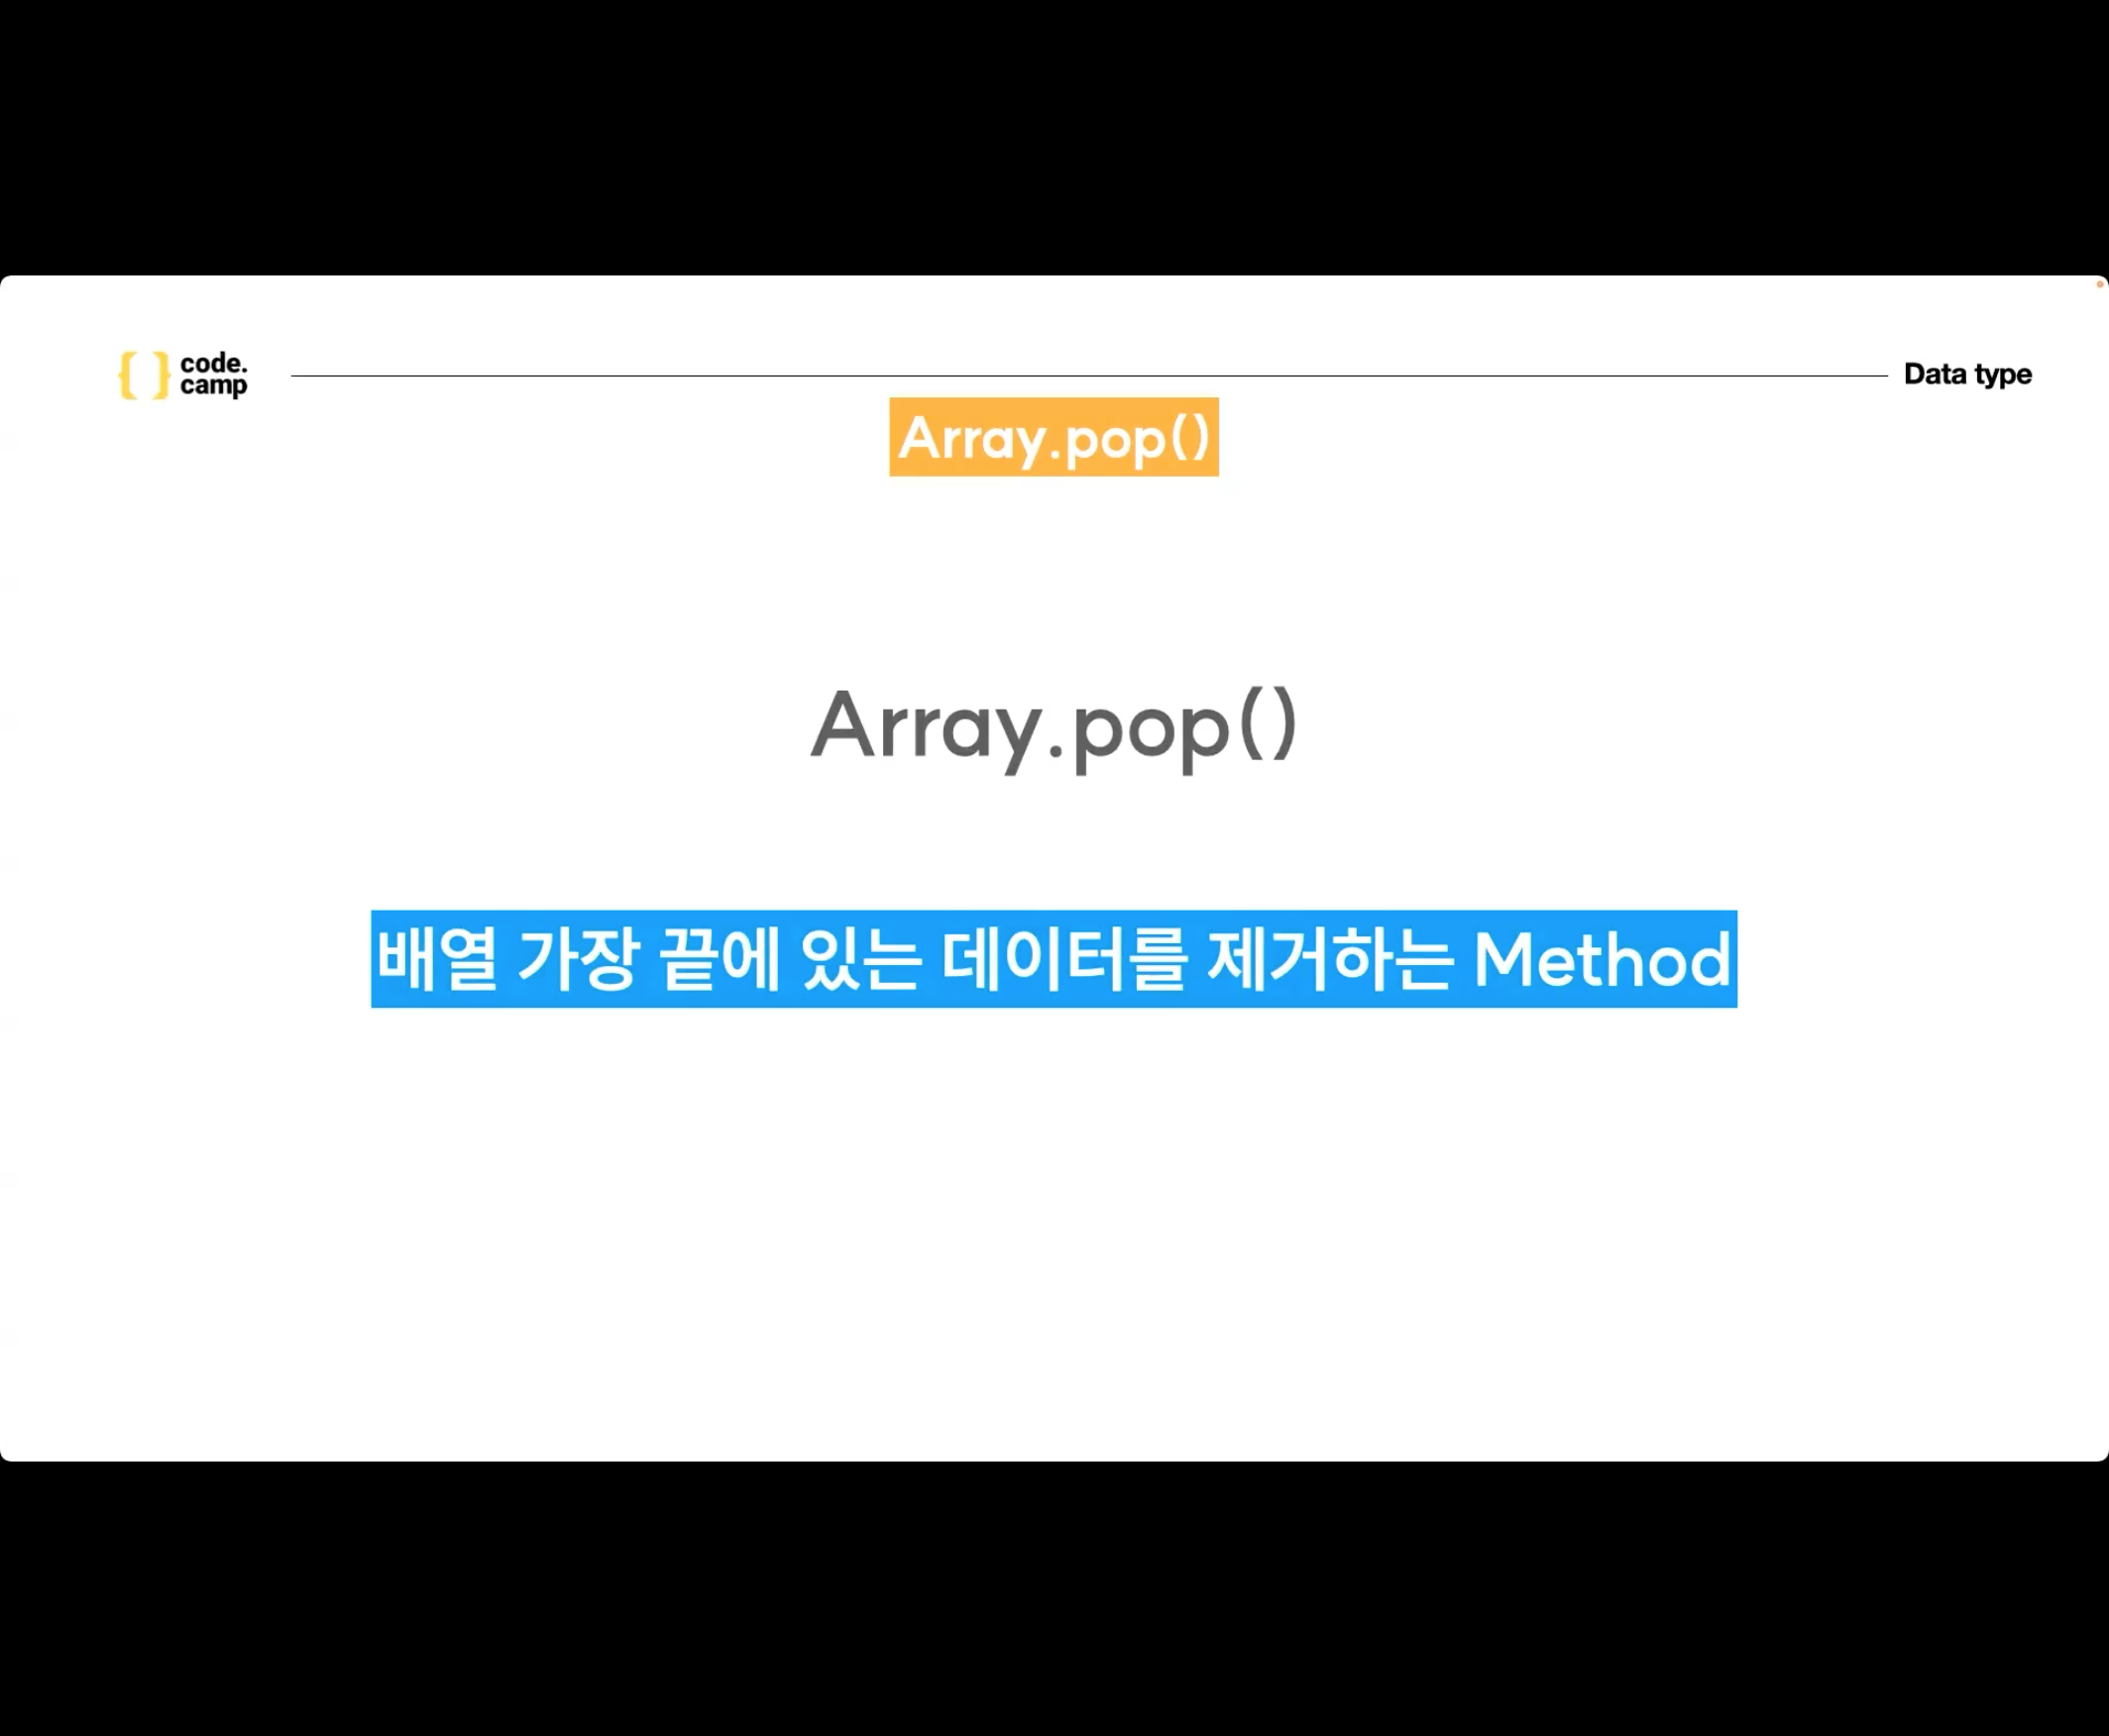 code.
camp
Data type
Array.pop()
Array.pop()
배열 가장 끝에 있는 데이터를 제거하는 Method